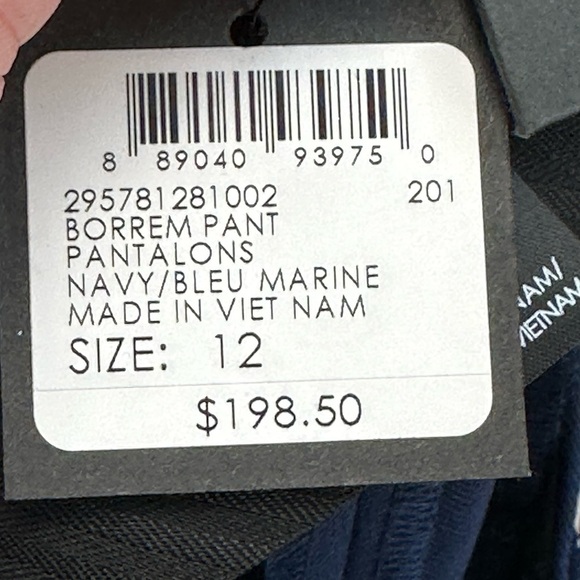 8 89040 93975 0
295781281002 201
BORREM PANT
PANTALONS
NAVY/BLEU MARINE
MADE IN VIET NAM
SIZE: 12
$198.50